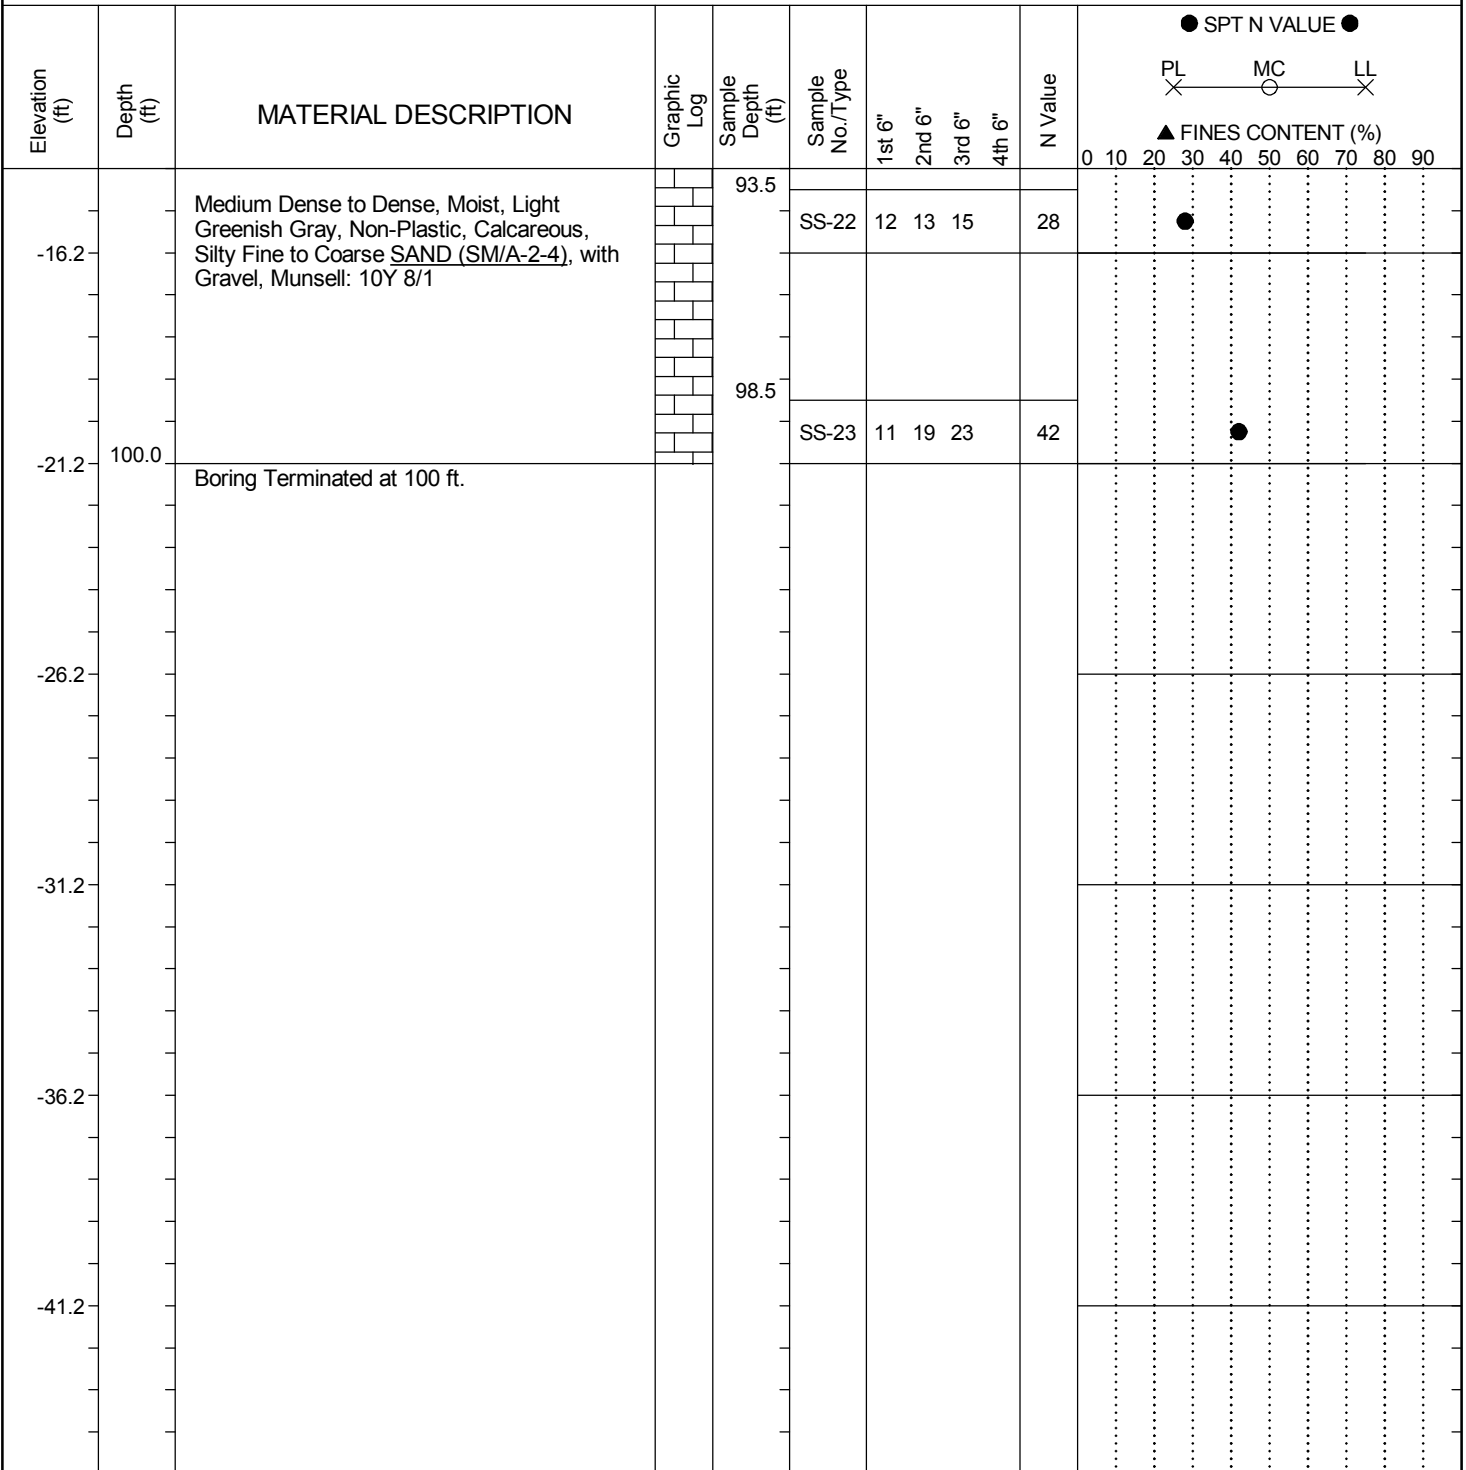 ● SPT N VALUE ●
PL MC LL
▲ FINES CONTENT (%)
0 10 20 30 40 50 60 70 80 90
Elevation
(ft)
Depth
(ft)
MATERIAL DESCRIPTION
Graphic
Log
Sample
Depth
(ft)
Sample
No./Type
1st 6"
2nd 6"
3rd 6"
4th 6"
N Value
93.5
Medium Dense to Dense, Moist, Light
Greenish Gray, Non-Plastic, Calcareous,
Silty Fine to Coarse SAND (SM/A-2-4), with
Gravel, Munsell: 10Y 8/1
SS-22 12 13 15 28
-16.2
98.5
SS-23 11 19 23 42
100.0
-21.2
Boring Terminated at 100 ft.
-26.2
-31.2
-36.2
-41.2